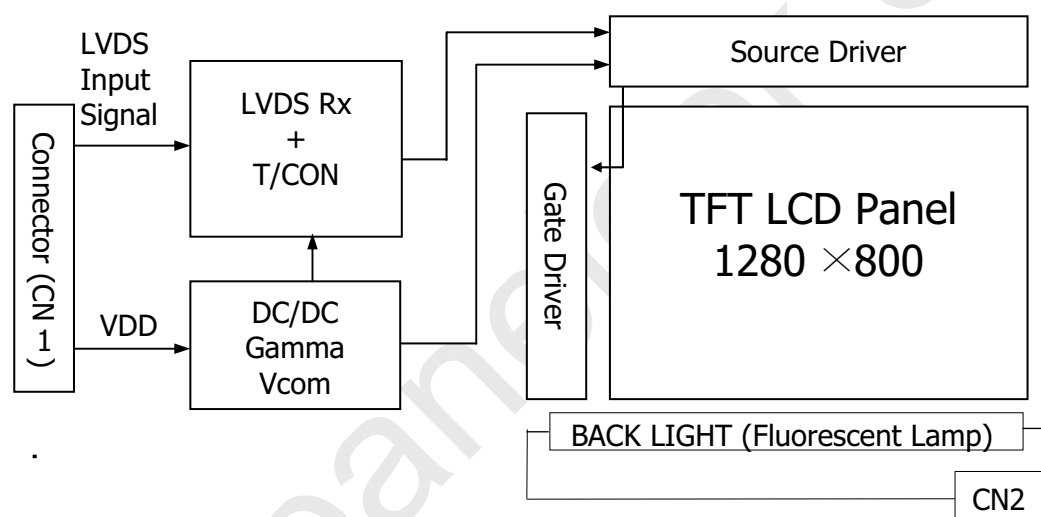 LVDS
Input
Signal
Connector (CN 1)
LVDS Rx
+
T/CON
VDD
DC/DC
Gamma
Vcom
Source Driver
Gate Driver
TFT LCD Panel
1280 ×800
BACK LIGHT (Fluorescent Lamp)
CN2
.